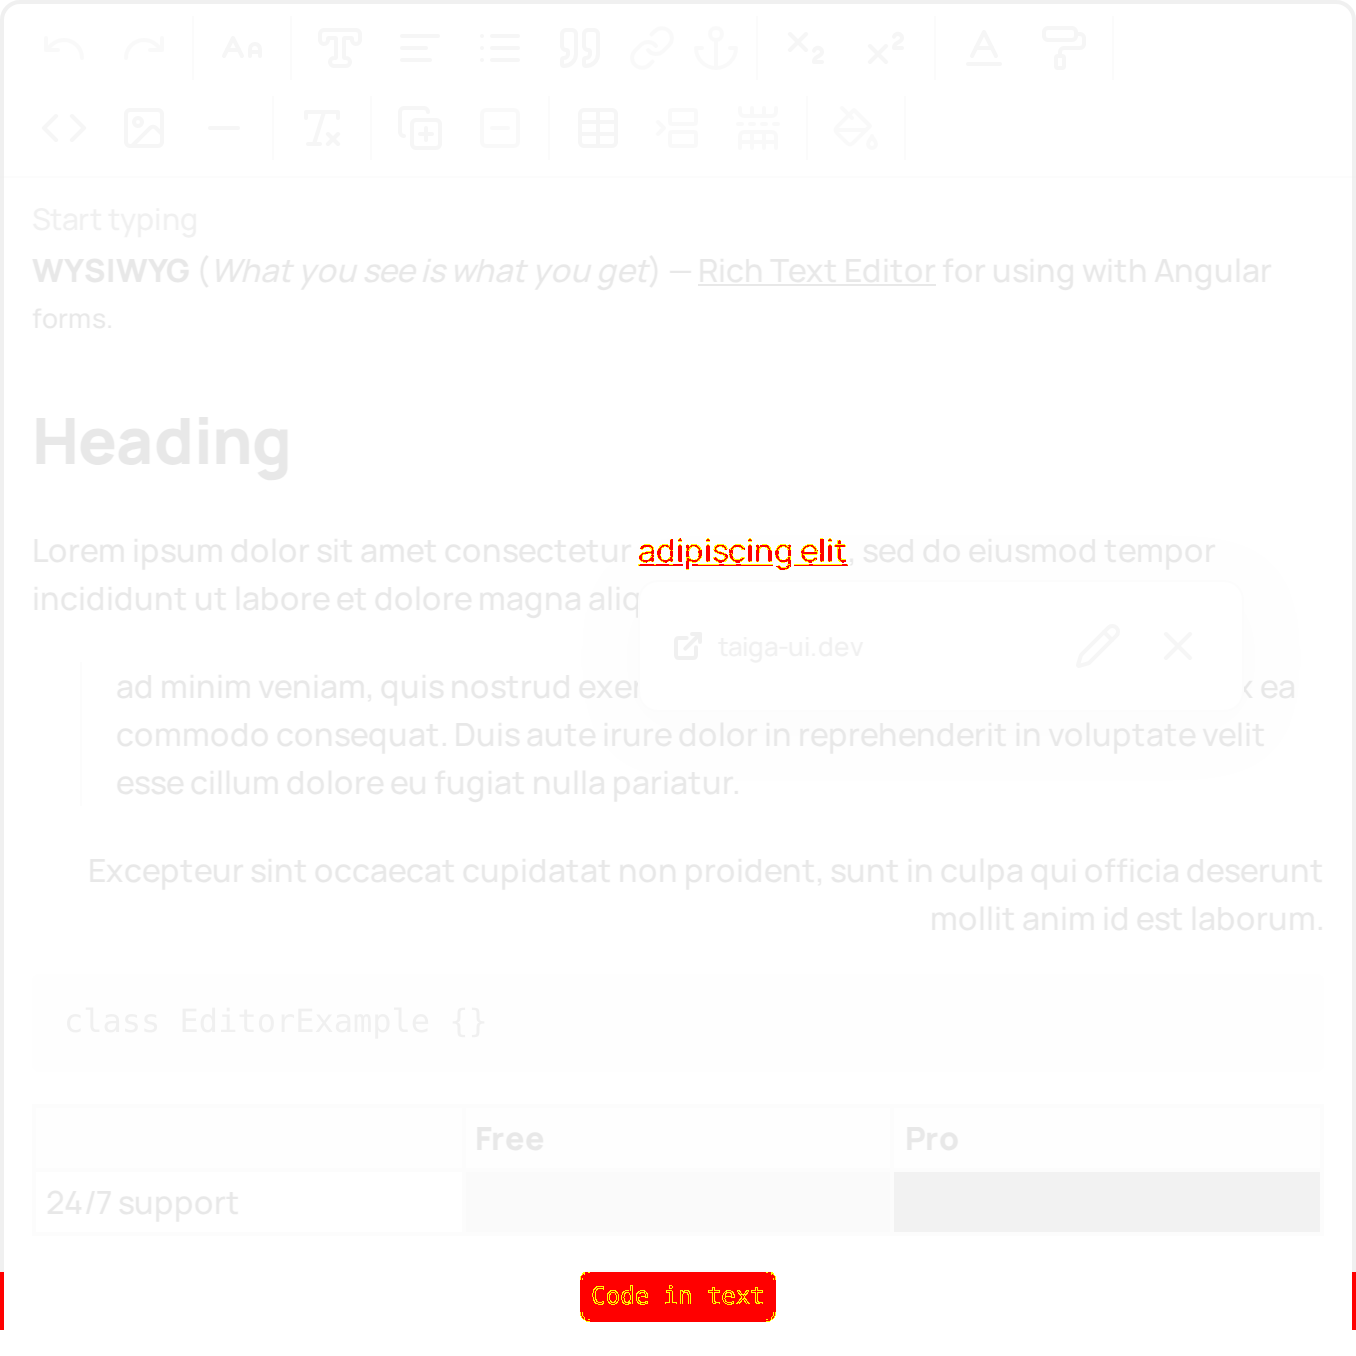 Start typing
WYSIWYG (What you see is what you get) — Rich Text Editor for using with Angular
forms.
Heading
Lorem ipsum dolor sit amet consectetur adipiscing elit, sed do eiusmod tempor
incididunt ut labore et dolore magna
taiga-ui.dev
ad minim veniam, quis nostrud ea
commodo consequat. Duis aute irure dolor in reprehenderit in voluptate velit
esse cillum dolore eu fugiat nulla pariatur.
Excepteur sint occaecat cupidatat non proident, sunt in culpa qui officia deserunt
mollit anim id est laborum.
class EditorExample {}
Free Pro
24/7 support
Code in text